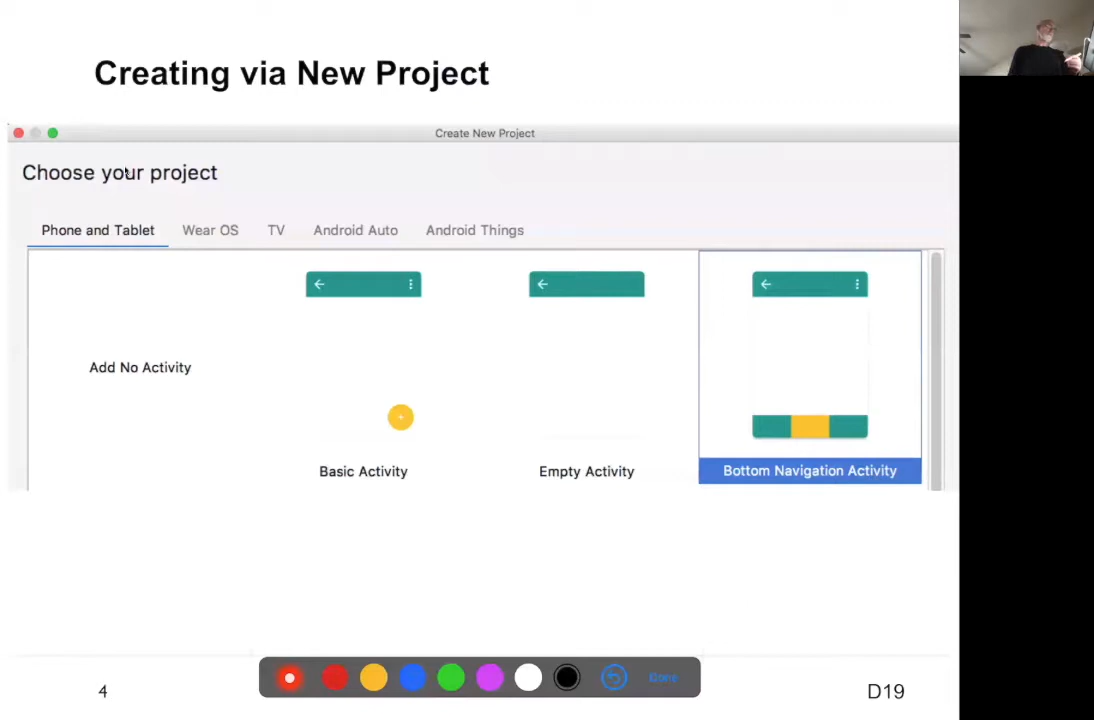 Creating via New Project
Create New Project
Choose your project
Phone and Tablet Wear OS TV Android Auto Android Things
Add No Activity
Basic Activity
Empty Activity
Bottom Navigation Activity
Done
4
D19